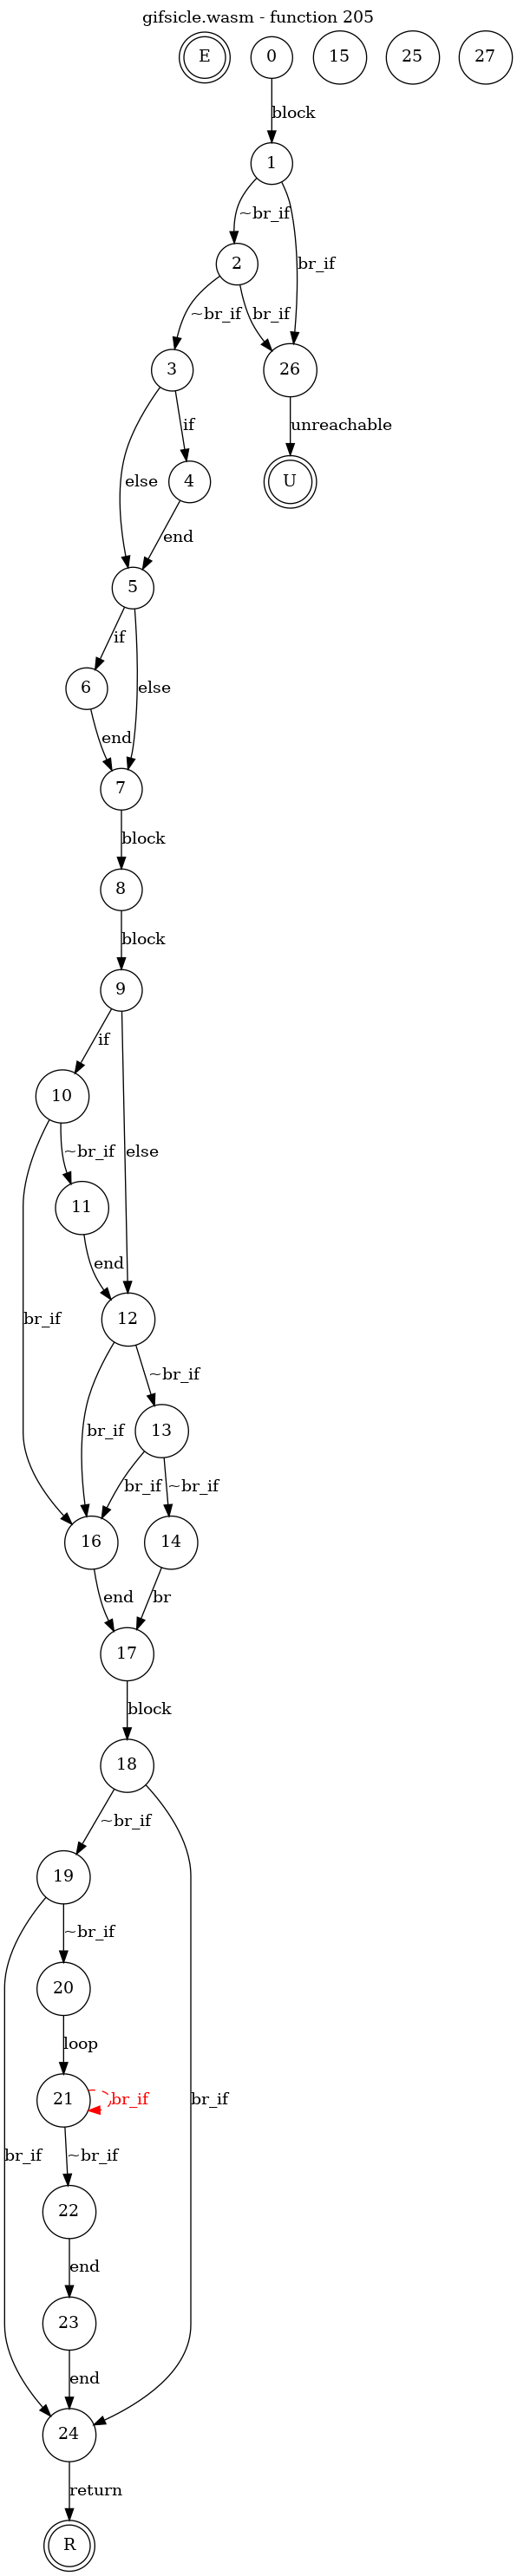 gifsicle.wasm - function 205
E 0 15 25 27
block
1
~br_if br_if
2
~br_if br_if
3 26
else if unreachable
4 U
end
5
if
6 else
end
7
block
8
block
9
if
10
~br_if else
11
end
br_if 12
~br_if
br_if
13
br_if ~br_if
16 14
end br
17
block
18
~br_if
19
~br_if
20
loop
21 br_if br_if
br_if ~br_if
22
end
23
end
24
return
R